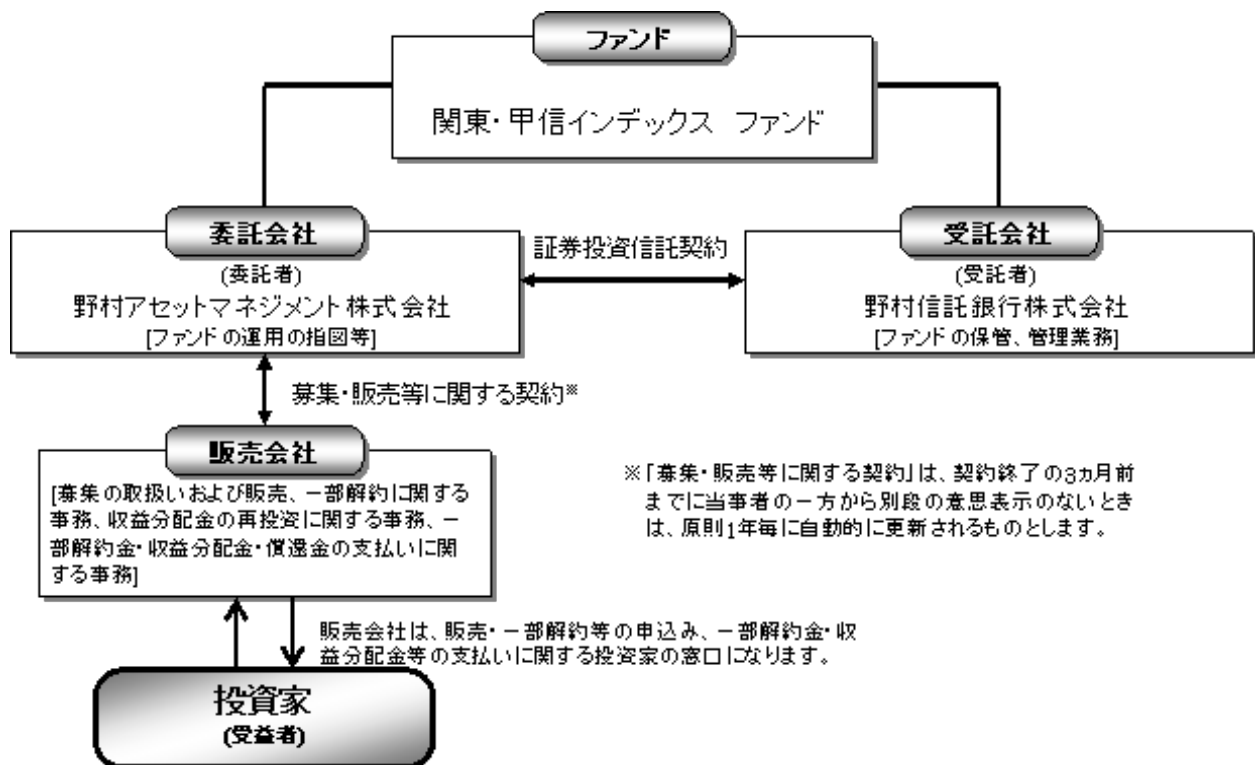 ファンド
関東・甲信インデックス ファンド
委託会社
(委託者)
野村アセットマネジメント株式会社
[ファンドの運用の指図等]
証券投資信託契約
受託会社
(受託者)
野村信託銀行株式会社
[ファンドの保管、管理業務]
募集・販売等に関する契約※
販売会社
[募集の取扱いおよび販売、一部解約に関する
事務、収益分配金の再投資に関する事務、一
部解約金・収益分配金・償還金の支払いに関
する事務]
※「募集・販売等に関する契約」は、契約終了の3ヵ月前
までに当事者の一方から別段の意思表示のないとき
は、原則1年毎に自動的に更新されるものとします。
販売会社は、販売・一部解約等の申込み、一部解約金・収
益分配金等の支払いに関する投資家の窓口になります。
投資家
(受益者)